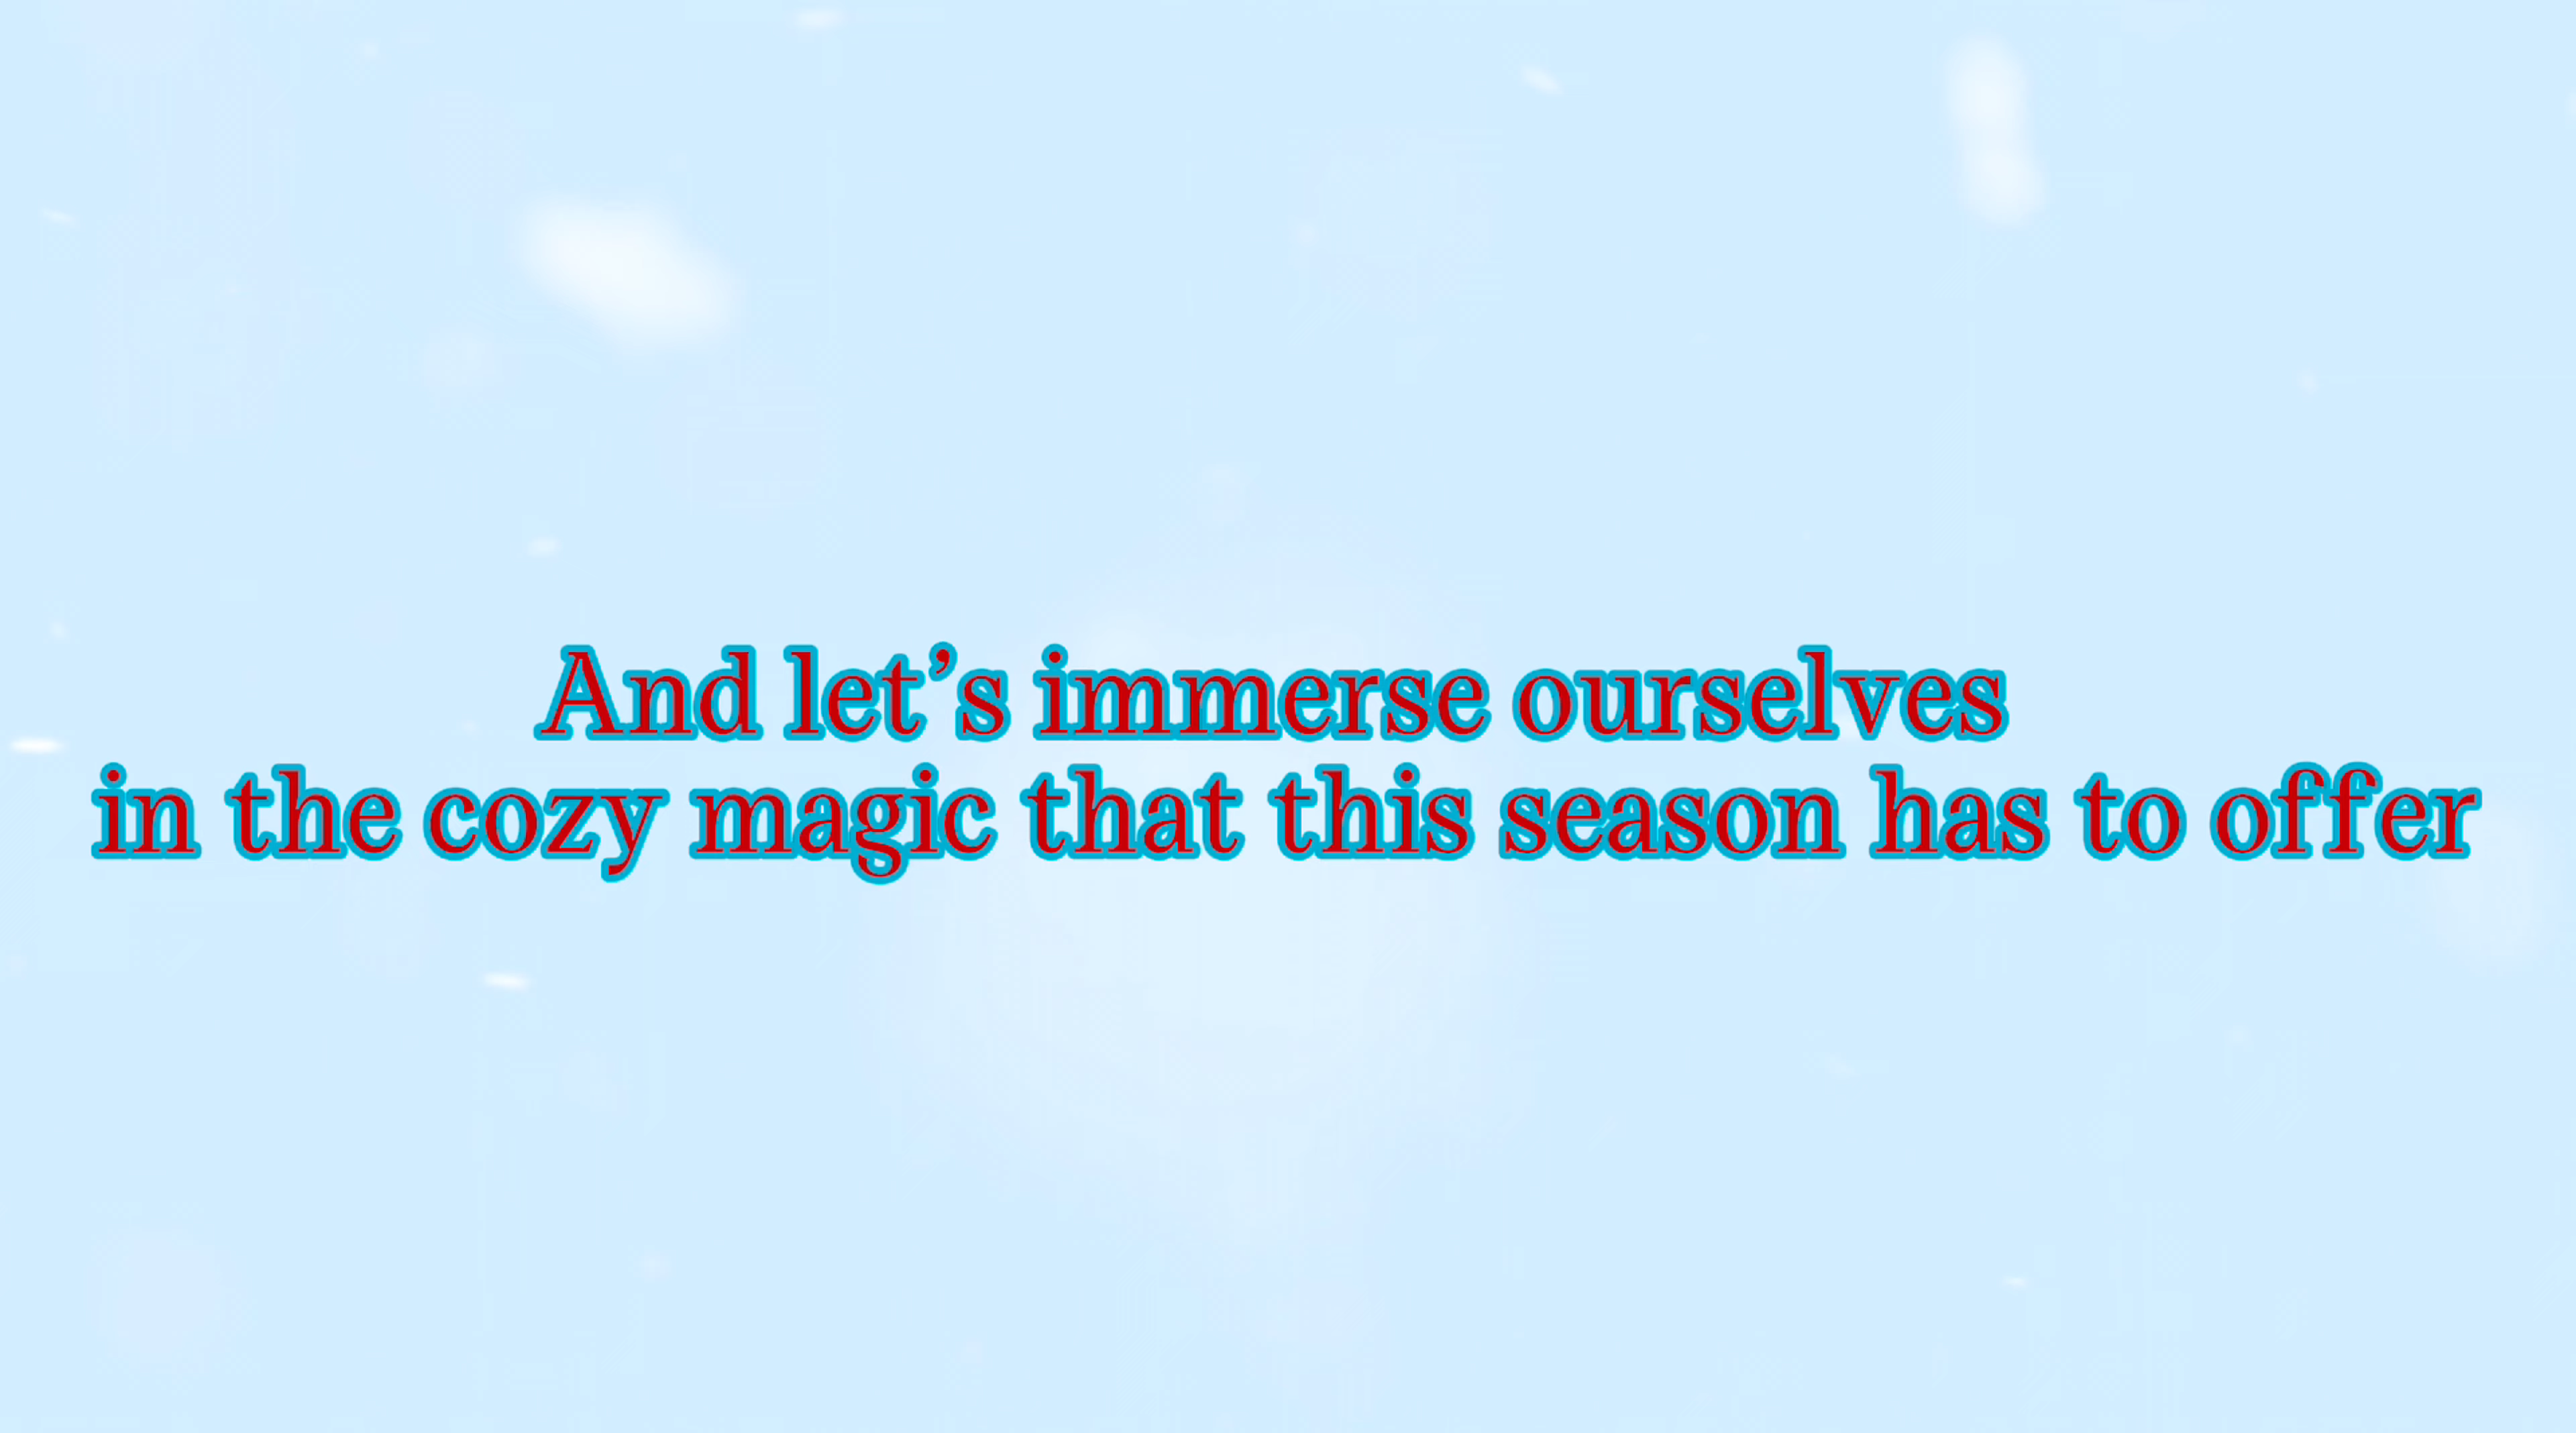 And let’s immerse ourselves
in the cozy magic that this season has to offer